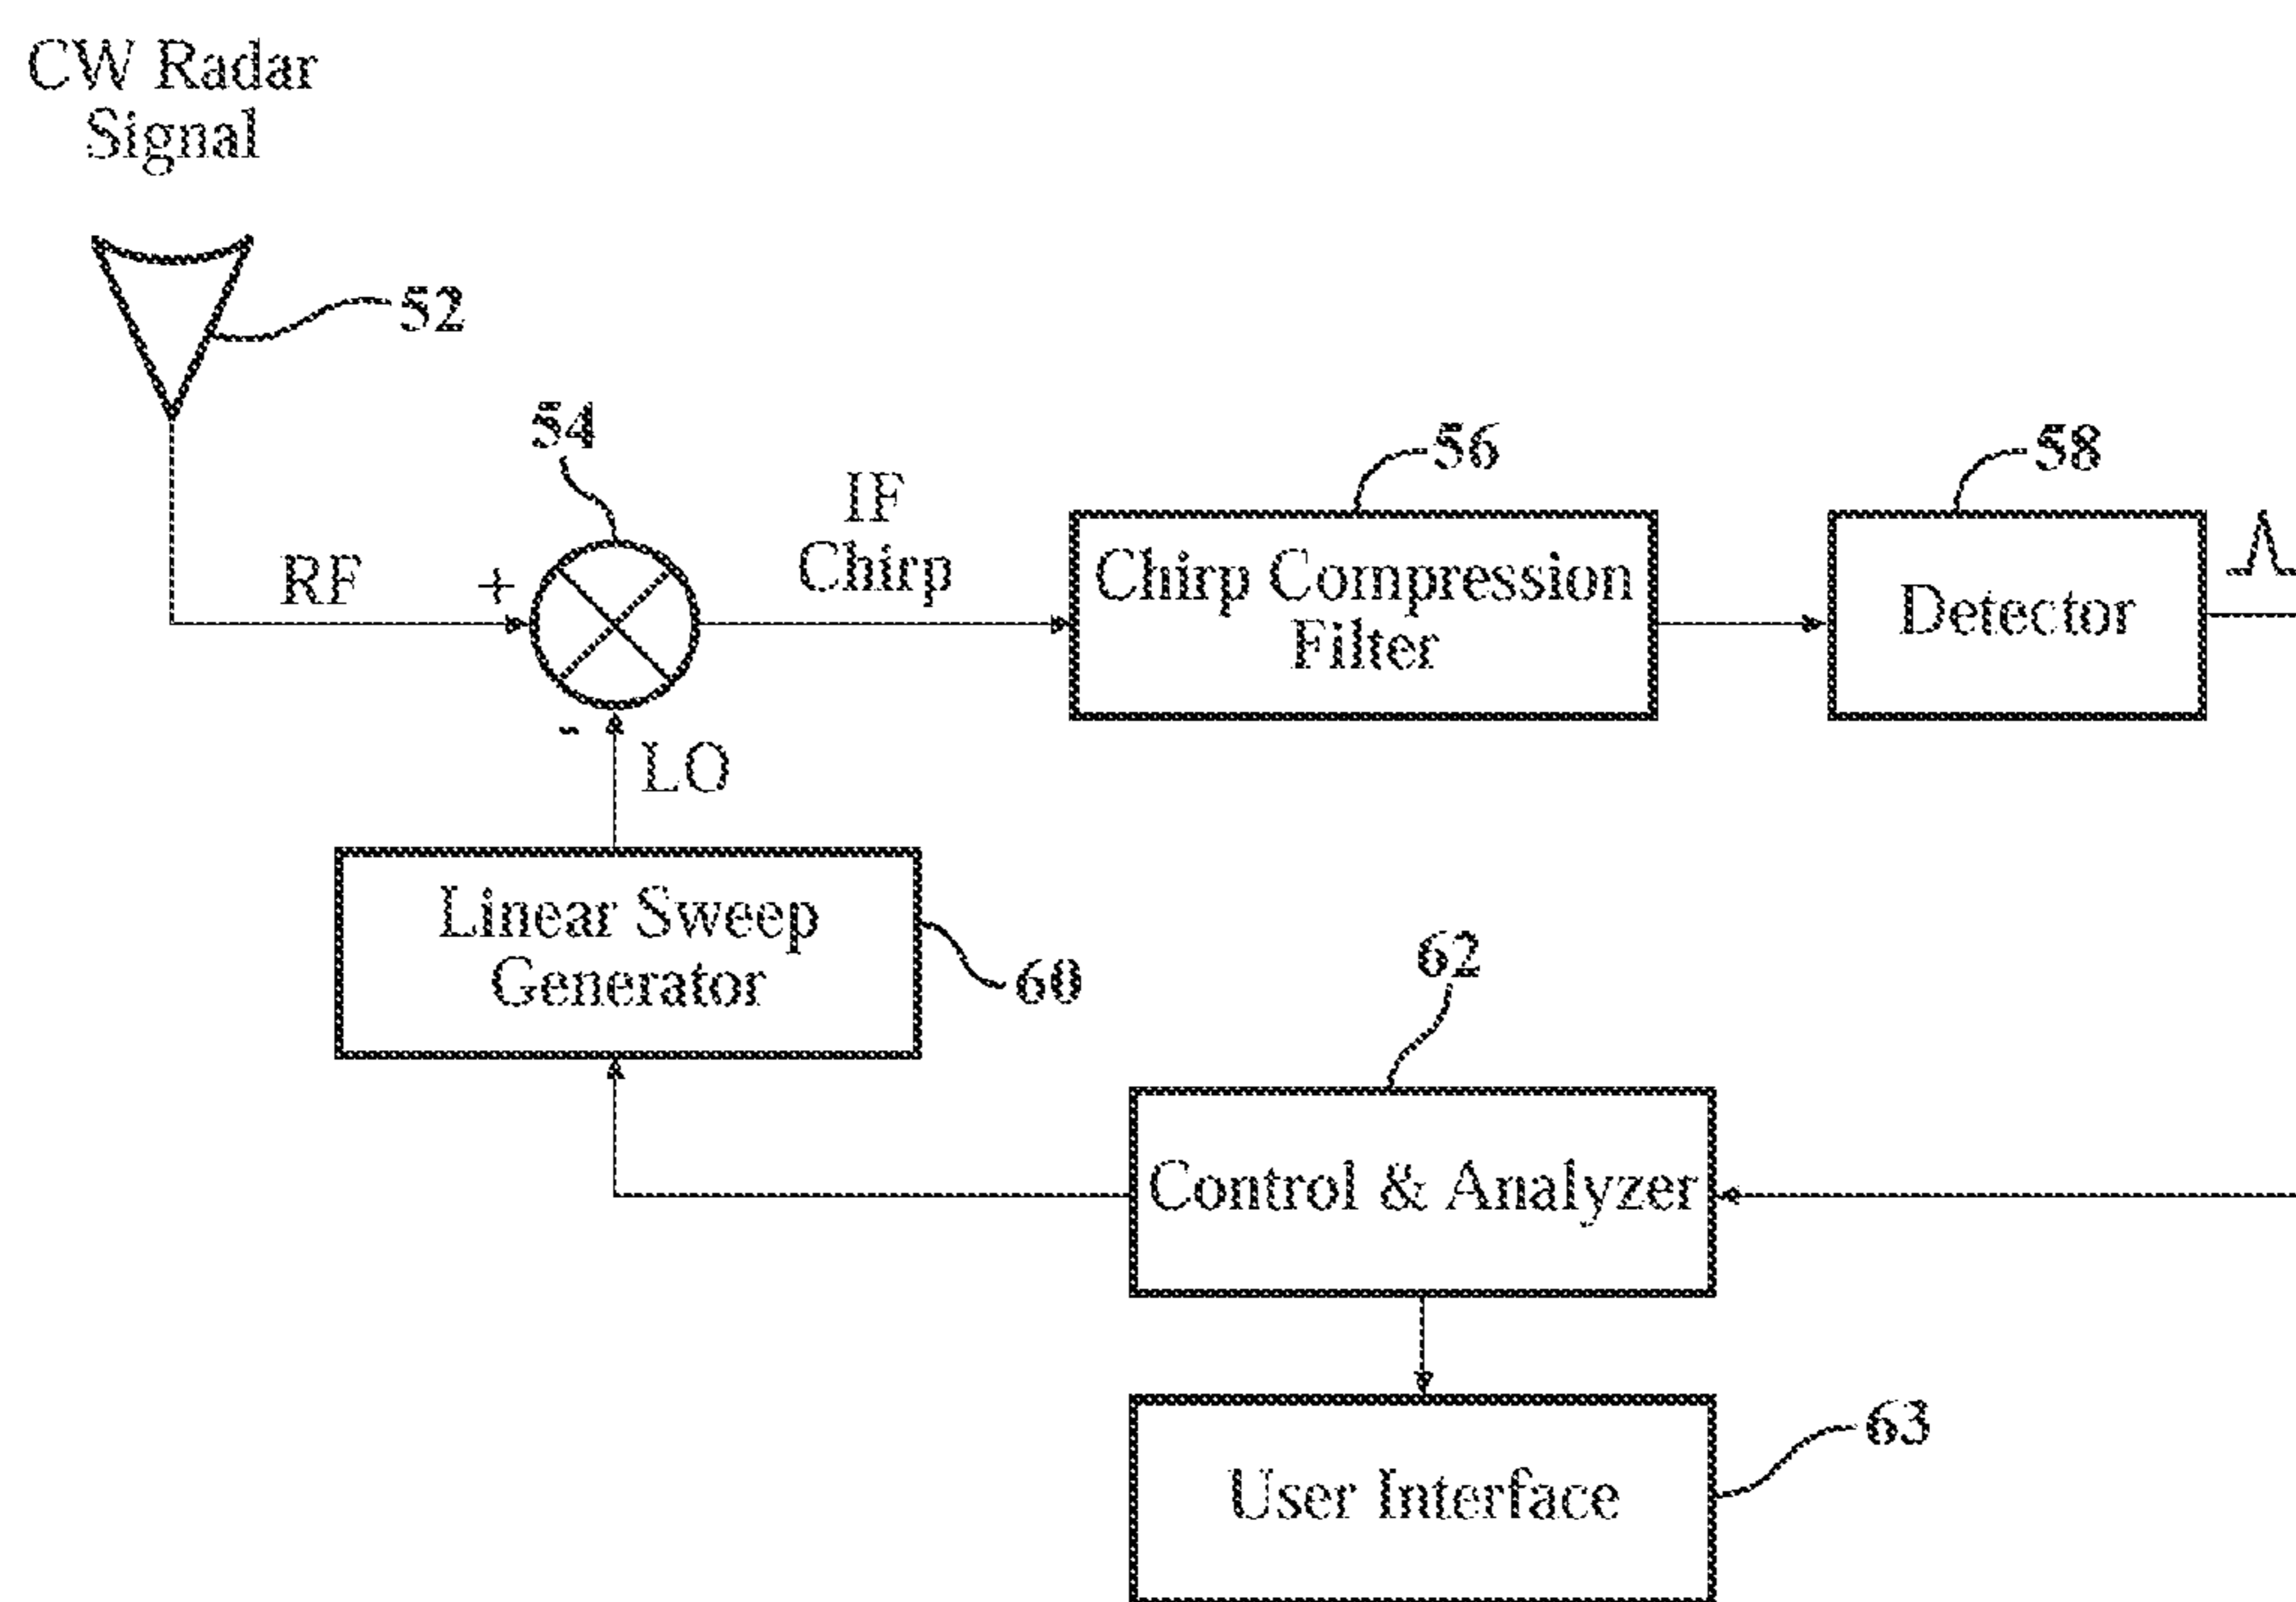 CW Radar
Signal
52
54
RF
+
IF
Chirp
56
Chirp Compression
Filter
58
Detector
-
LO
Linear Sweep
Generator
60
62
Control & Analyzer
User Interface
63